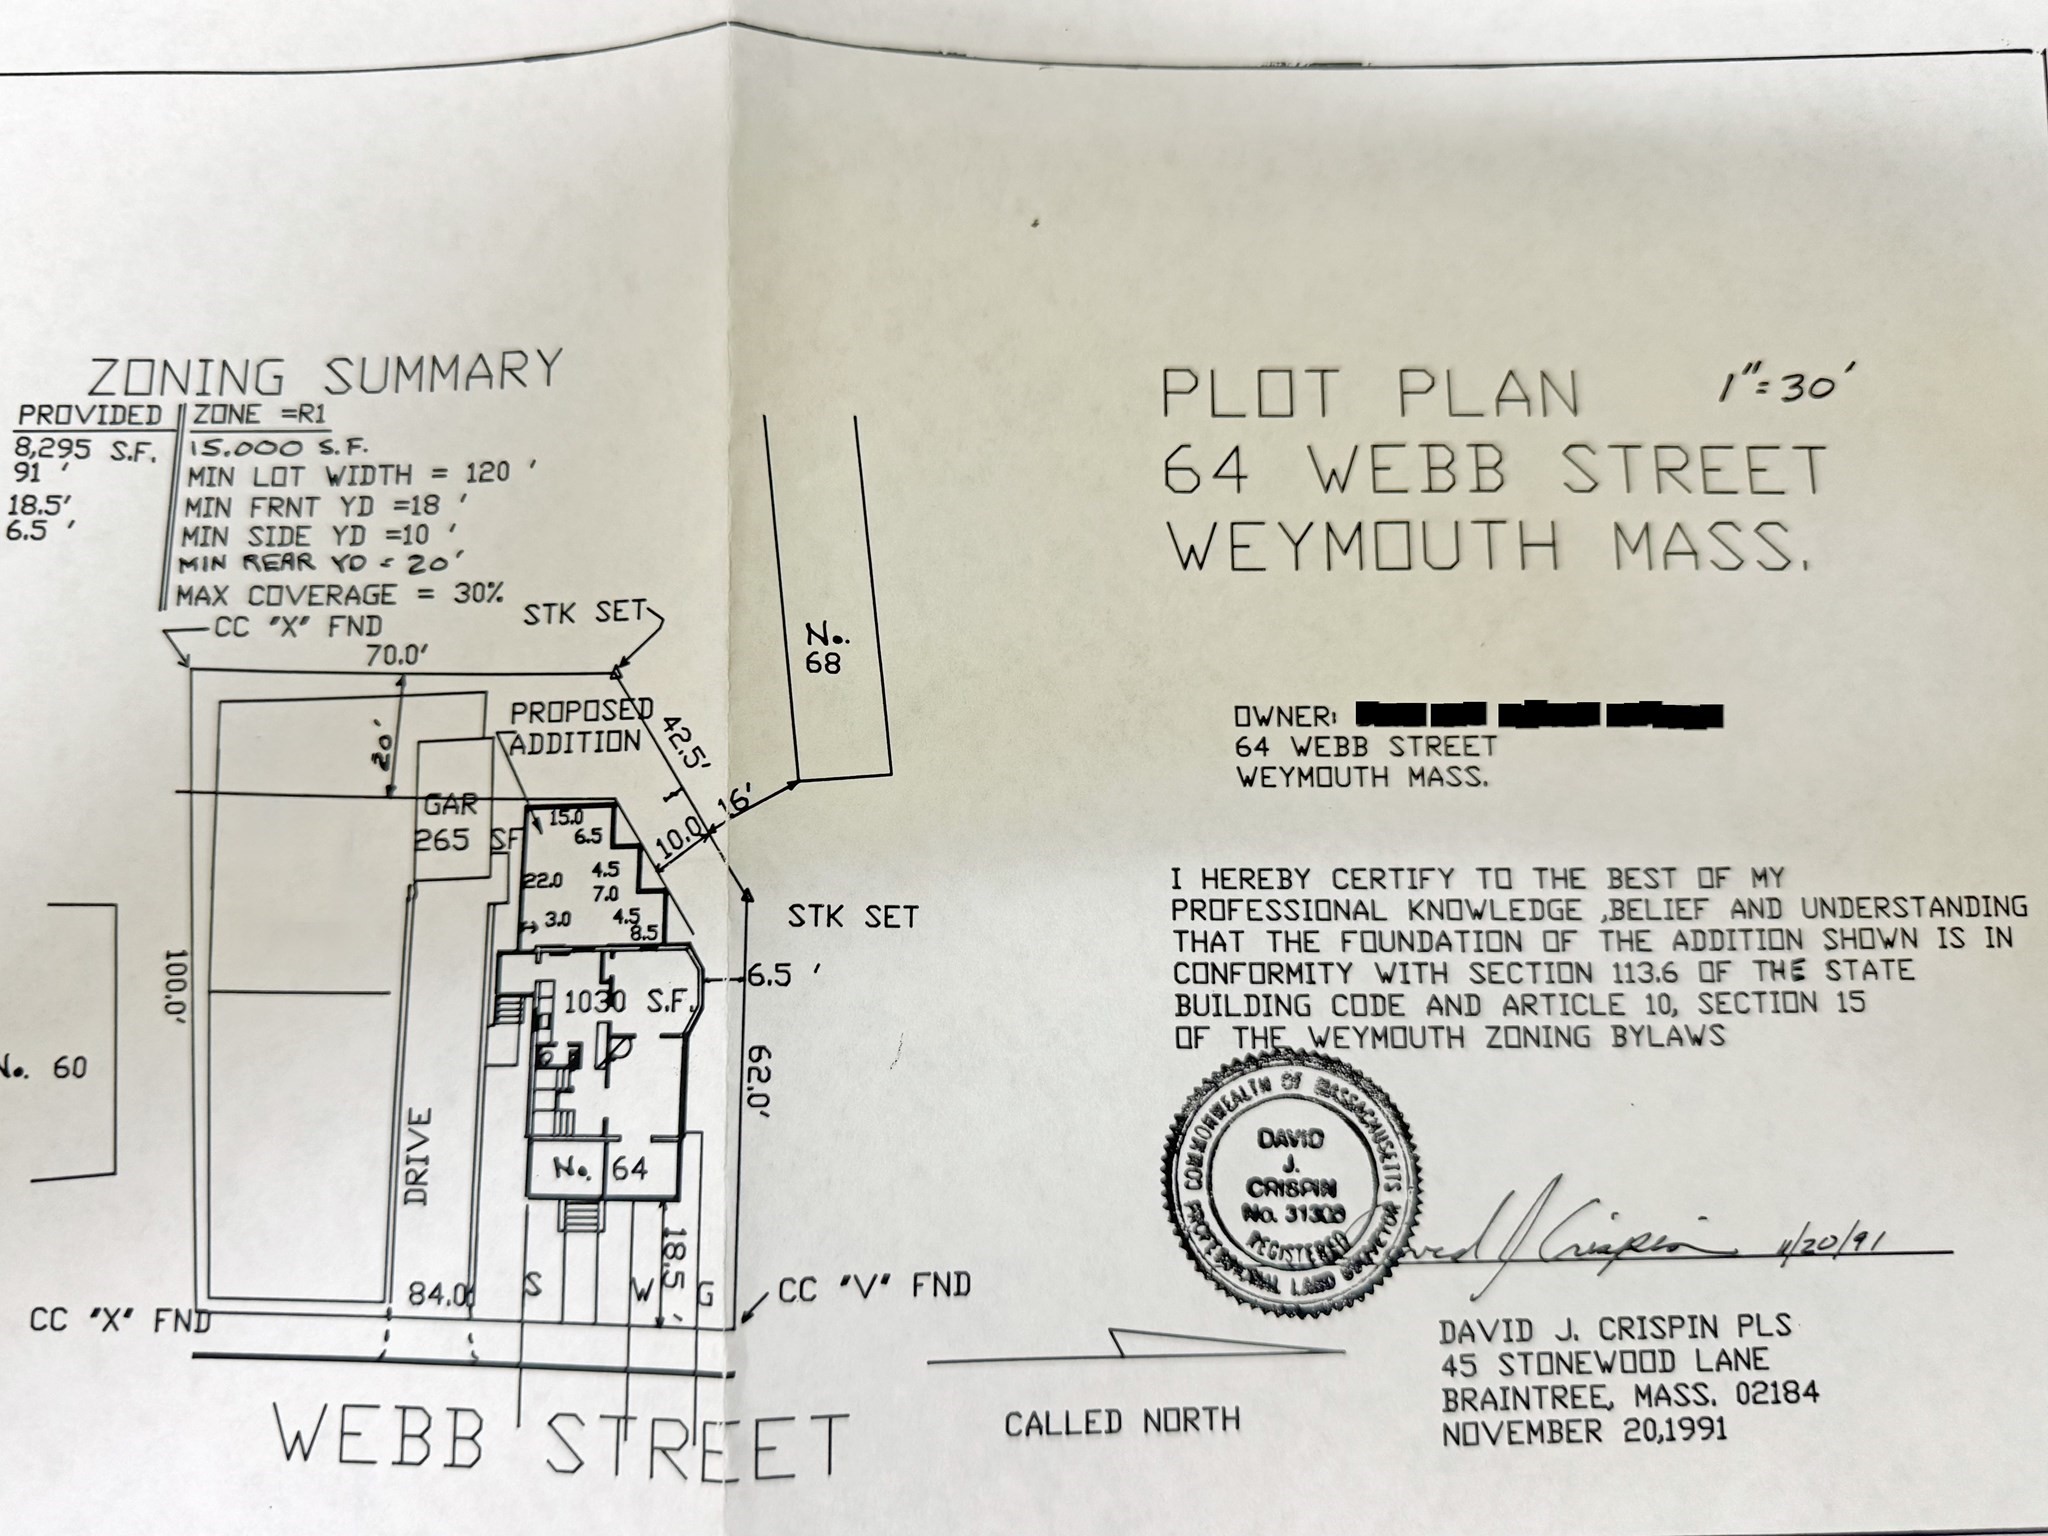 ZONING SUMMARY
PROVIDED ZONE =R1
8,295 S.F. 15.000 S.F.
91 ' MIN LOT WIDTH = 120 '
18.5' MIN FRNT YD =18 '
6.5 ' MIN SIDE YD =10 '
MIN REAR YD = 20'
MAX COVERAGE = 30%
CC "X" FND
STK SET
70.0'
PROPOSED
ADDITION
42.5'
20'
16'
10.0
GAR
265 SF
15.0
6.5
4.5
22.0
7.0
3.0
4.5
8.5
STK SET
6.5 '
100.0'
1030 S.F.
62.0'
No. 60
No.
68
DRIVE
No. 64
18.5'
84.0
S W G
CC "X" FND
CC "V" FND
WEBB STREET
PLOT PLAN 1"=30'
64 WEBB STREET
WEYMOUTH MASS.
OWNER:
64 WEBB STREET
WEYMOUTH MASS.
I HEREBY CERTIFY TO THE BEST OF MY
PROFESSIONAL KNOWLEDGE ,BELIEF AND UNDERSTANDING
THAT THE FOUNDATION OF THE ADDITION SHOWN IS IN
CONFORMITY WITH SECTION 113.6 OF THE STATE
BUILDING CODE AND ARTICLE 10, SECTION 15
OF THE WEYMOUTH ZONING BYLAWS
COMMONWEALTH OF MASSACHUSETTS
DAVID
J.
CRISPIN
No. 31308
REGISTERED
PROFESSIONAL LAND SURVEYOR
David J Crispin 11/20/91
DAVID J. CRISPIN PLS
45 STONEWOOD LANE
BRAINTREE, MASS. 02184
NOVEMBER 20,1991
CALLED NORTH